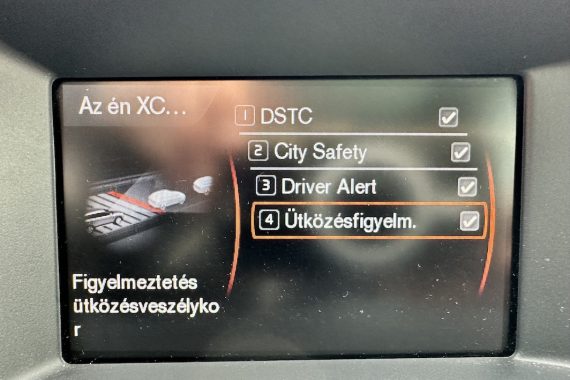 Az én XC...
1 DSTC
2 City Safety
3 Driver Alert
4 Ütközésfigyelm.
Figyelmeztetés
ütközésveszélyko
r